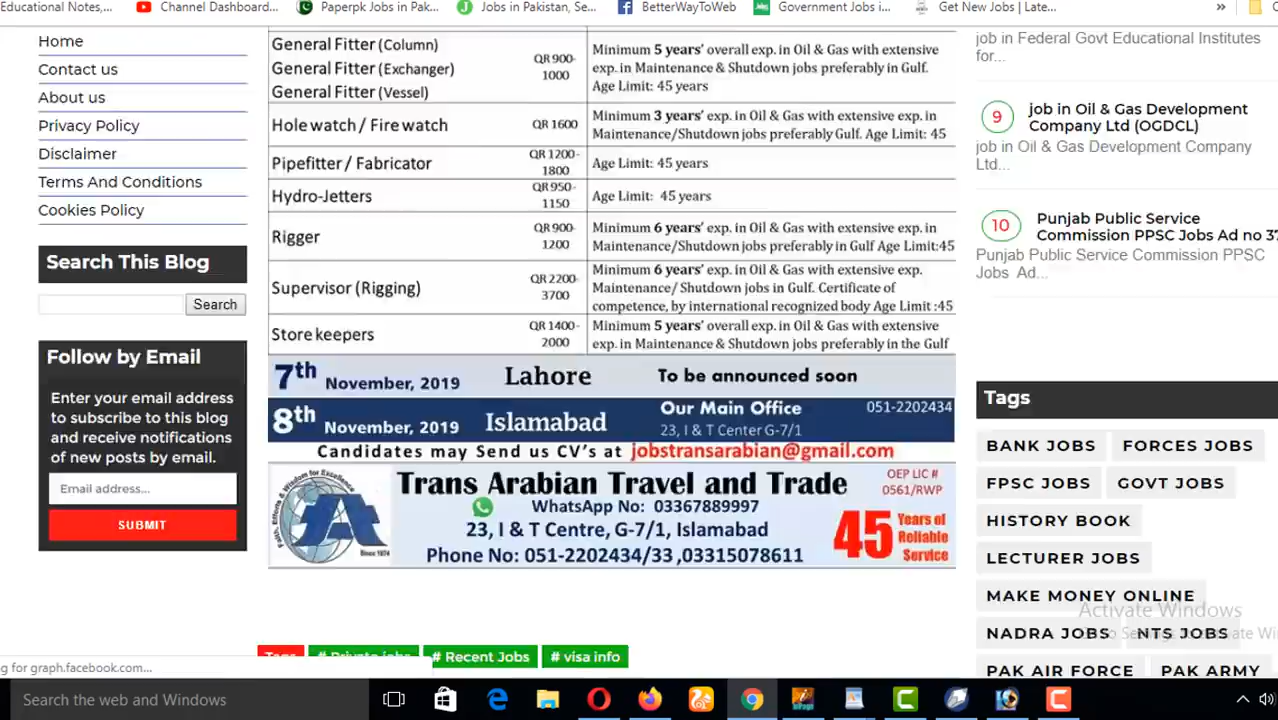 Educational Notes,...
Channel Dashboard...
Paperpk Jobs in Pak...
Jobs in Pakistan, Se...
BetterWayToWeb
Government Jobs i...
Get New Jobs | Late...
»
Home
Contact us
About us
Privacy Policy
Disclaimer
Terms And Conditions
Cookies Policy
Search This Blog
Search
Follow by Email
Enter your email address
to subscribe to this blog
and receive notifications
of new posts by email.
Email address...
SUBMIT
General Fitter (Column)
General Fitter (Exchanger)
General Fitter (Vessel)
QR 900-
1000
Minimum 5 years' overall exp. in Oil & Gas with extensive
exp. in Maintenance & Shutdown jobs preferably in Gulf.
Age Limit: 45 years
Hole watch / Fire watch
QR 1600
Minimum 3 years' exp. in Oil & Gas with extensive exp. in
Maintenance/Shutdown jobs preferably Gulf. Age Limit: 45
Pipefitter / Fabricator
QR 1200-
1800
Age Limit: 45 years
Hydro-Jetters
QR 950-
1150
Age Limit: 45 years
Rigger
QR 900-
1200
Minimum 6 years' exp. in Oil & Gas with extensive exp. in
Maintenance/Shutdown jobs preferably in Gulf Age Limit:45
Supervisor (Rigging)
QR 2200-
3700
Minimum 6 years' exp. in Oil & Gas with extensive exp.
Maintenance/ Shutdown jobs in Gulf. Certificate of
competence, by international recognized body Age Limit :45
Store keepers
QR 1400-
2000
Minimum 5 years' overall exp. in Oil & Gas with extensive
exp. in Maintenance & Shutdown jobs preferably in the Gulf
7th November, 2019 Lahore To be announced soon
8th November, 2019 Islamabad Our Main Office 051-2202434
23, I & T Center G-7/1
Candidates may Send us CV's at jobstransarabian@gmail.com
Faith, Efforts & Wisdom for Excellence
Since 1974
Trans Arabian Travel and Trade
OEP LIC #
0561/RWP
WhatsApp No: 03367889997
23, I & T Centre, G-7/1, Islamabad
Phone No: 051-2202434/33 ,03315078611
45 Years of
Reliable
Service
Tags
# Private jobs
# Recent Jobs
# visa info
job in Federal Govt Educational Institutes
for...
9
job in Oil & Gas Development
Company Ltd (OGDCL)
job in Oil & Gas Development Company
Ltd...
10
Punjab Public Service
Commission PPSC Jobs Ad no 37
Punjab Public Service Commission PPSC
Jobs Ad...
Tags
BANK JOBS
FORCES JOBS
FPSC JOBS
GOVT JOBS
HISTORY BOOK
LECTURER JOBS
MAKE MONEY ONLINE
NADRA JOBS
NTS JOBS
PAK AIR FORCE
PAK ARMY
Activate Windows
g for graph.facebook.com...
Search the web and Windows